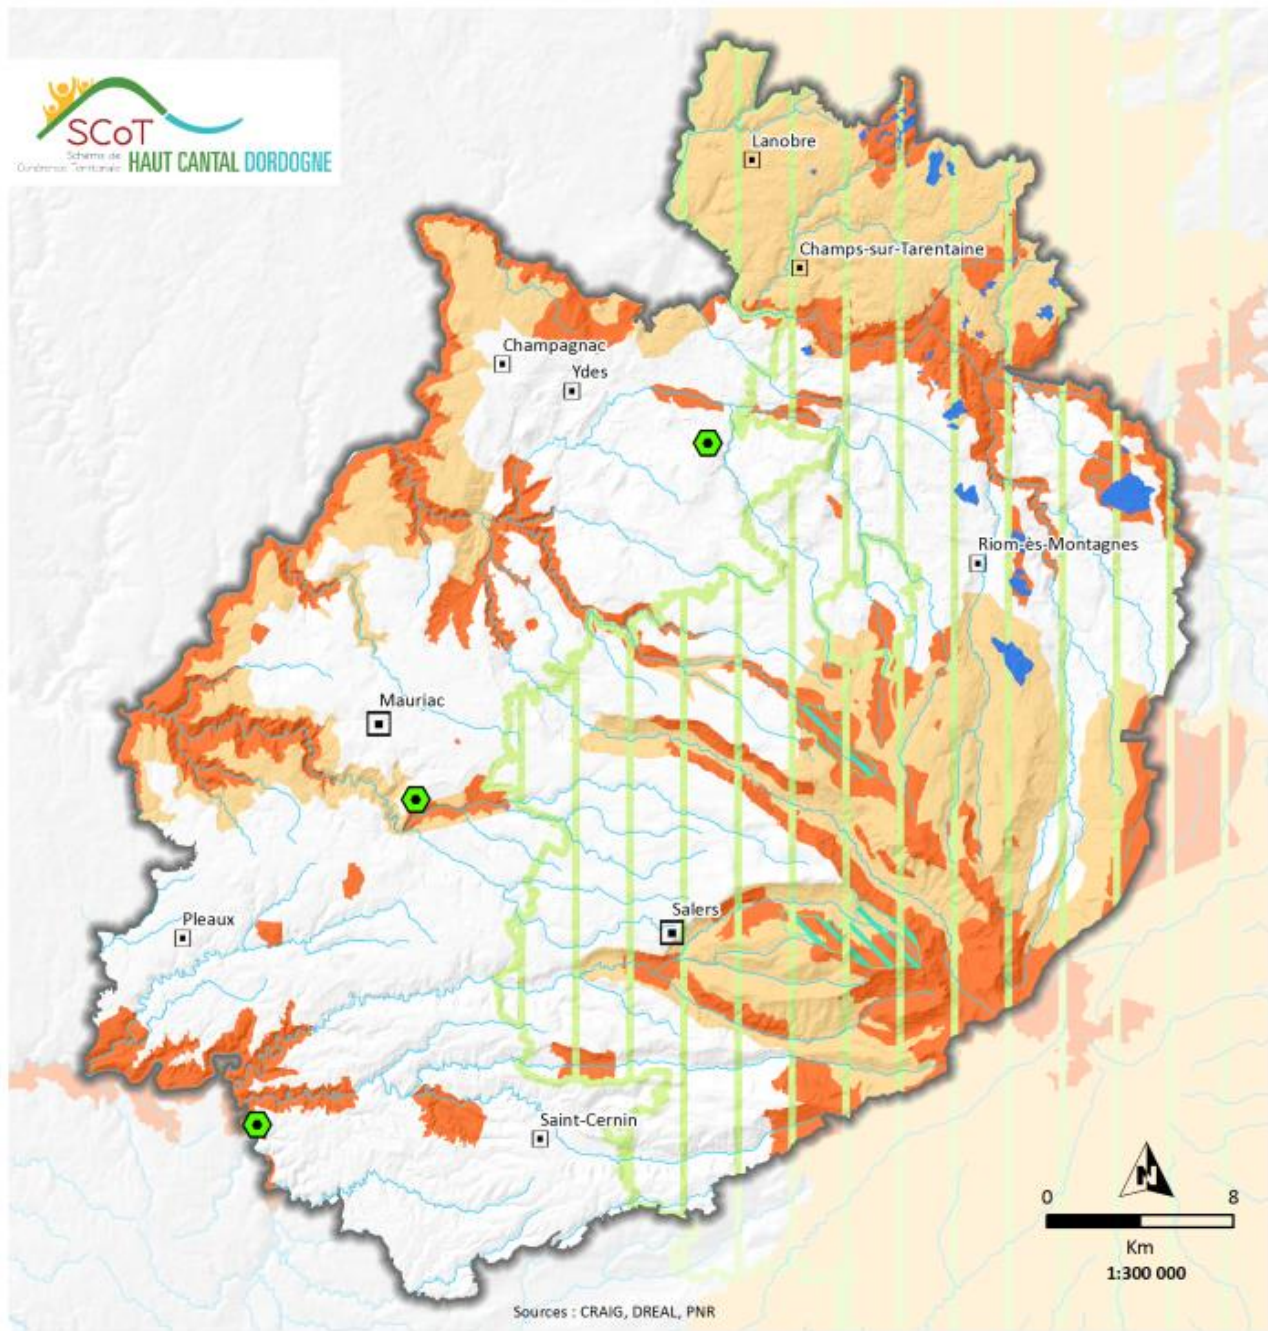 SCoT
Schéma de
Cohérence Territoriale HAUT CANTAL DORDOGNE
Lanobre
Champs-sur-Tarentaine
Champagnac
Ydes
Riom-ès-Montagnes
Mauriac
Pleaux
Salers
Saint-Cernin
N
0 8
Km
1:300 000
Sources : CRAIG, DREAL, PNR